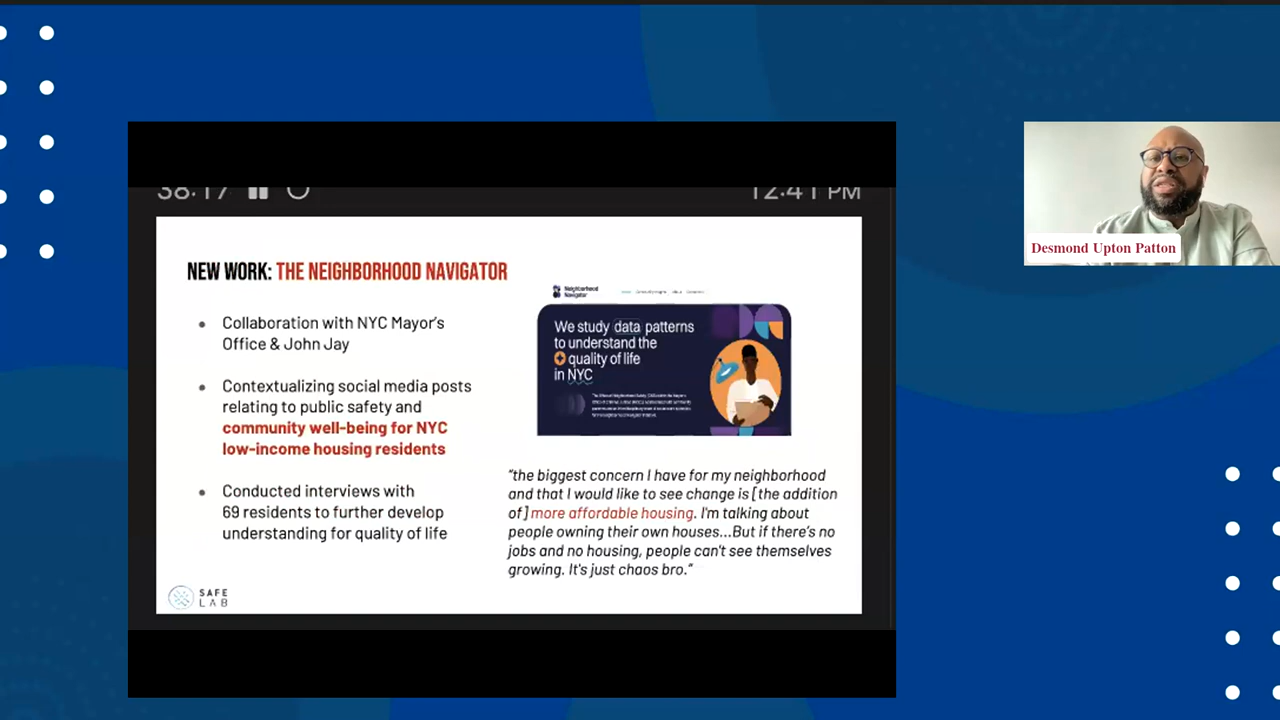 38:17
12:41 PM
NEW WORK: THE NEIGHBORHOOD NAVIGATOR
Collaboration with NYC Mayor's
Office & John Jay
Contextualizing social media posts
relating to public safety and
community well-being for NYC
low-income housing residents
Conducted interviews with
69 residents to further develop
understanding for quality of life
SAFE
LAB
Neighborhood
Navigator
We study data patterns
to understand the
quality of life
in NYC
"the biggest concern I have for my neighborhood
and that I would like to see change is [the addition
of] more affordable housing. I'm talking about
people owning their own houses...But if there's no
jobs and no housing, people can't see themselves
growing. It's just chaos bro."
Desmond Upton Patton